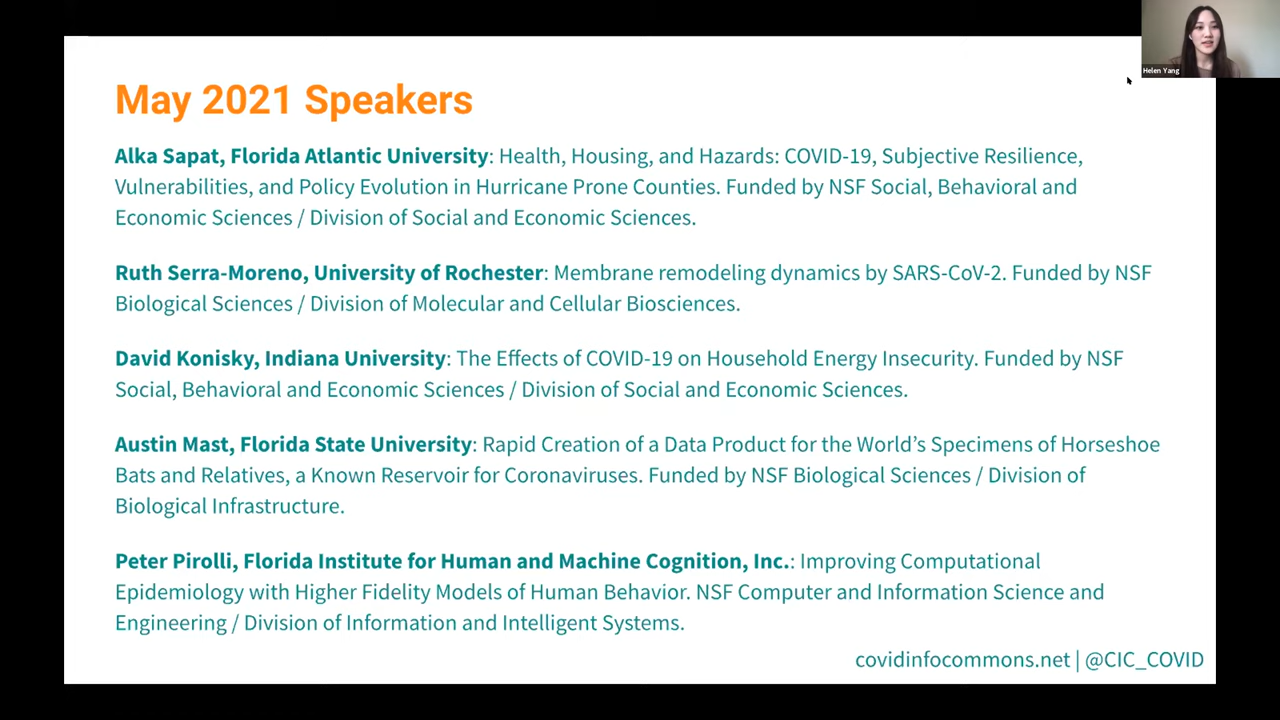 Helen Yang
May 2021 Speakers
Alka Sapat, Florida Atlantic University: Health, Housing, and Hazards: COVID-19, Subjective Resilience,
Vulnerabilities, and Policy Evolution in Hurricane Prone Counties. Funded by NSF Social, Behavioral and
Economic Sciences / Division of Social and Economic Sciences.
Ruth Serra-Moreno, University of Rochester: Membrane remodeling dynamics by SARS-CoV-2. Funded by NSF
Biological Sciences / Division of Molecular and Cellular Biosciences.
David Konisky, Indiana University: The Effects of COVID-19 on Household Energy Insecurity. Funded by NSF
Social, Behavioral and Economic Sciences / Division of Social and Economic Sciences.
Austin Mast, Florida State University: Rapid Creation of a Data Product for the World’s Specimens of Horseshoe
Bats and Relatives, a Known Reservoir for Coronaviruses. Funded by NSF Biological Sciences / Division of
Biological Infrastructure.
Peter Pirolli, Florida Institute for Human and Machine Cognition, Inc.: Improving Computational
Epidemiology with Higher Fidelity Models of Human Behavior. NSF Computer and Information Science and
Engineering / Division of Information and Intelligent Systems.
covidinfocommons.net | @CIC_COVID